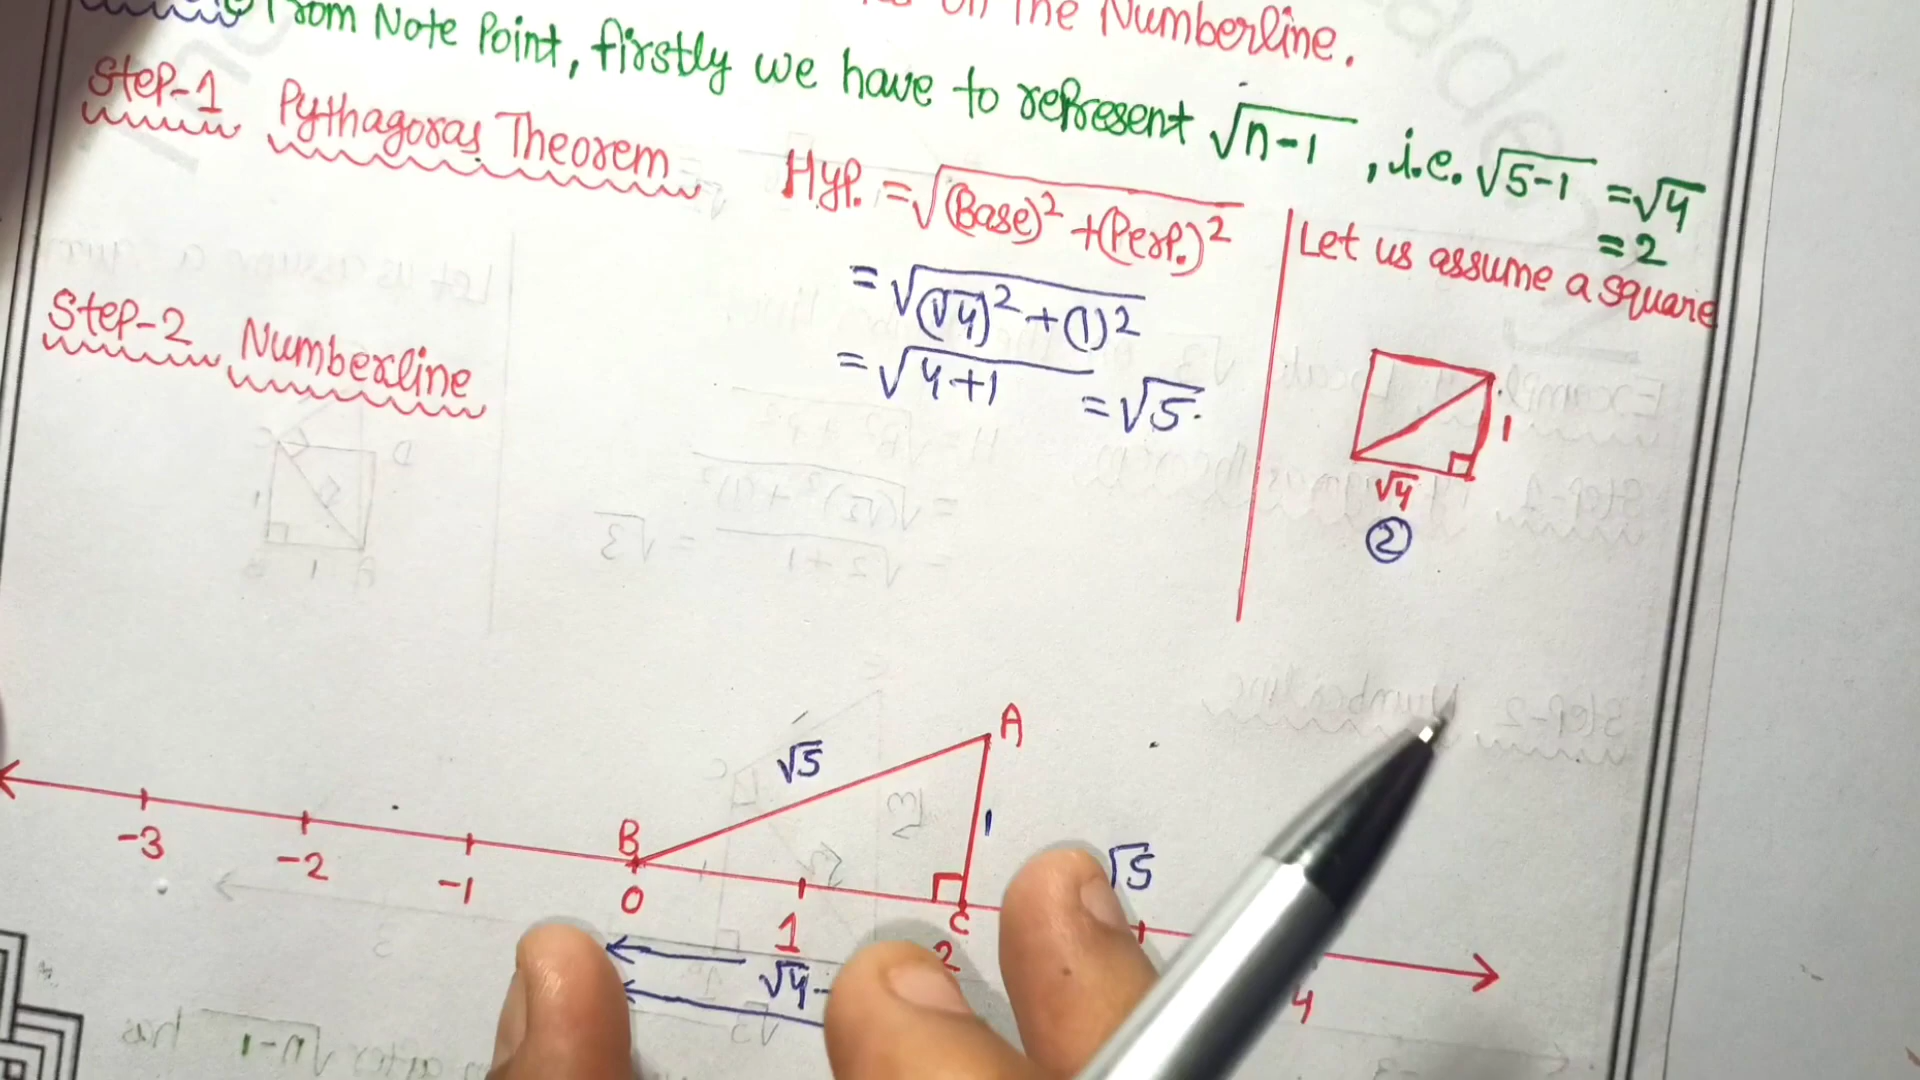 on the Numberline.
From Note Point, firstly we have to represent √n-1 , i.e. √5-1 = √4
= 2
Step-1 Pythagoras Theorem
Hyp. = √(Base)² + (Perp.)²
= √(√4)² + (1)²
= √4+1 = √5.
Let us assume a square
1
√4
2
Step-2 Numberline
A
√5
1
B
C
√5
-3 -2 -1 0 1 2 4
√4